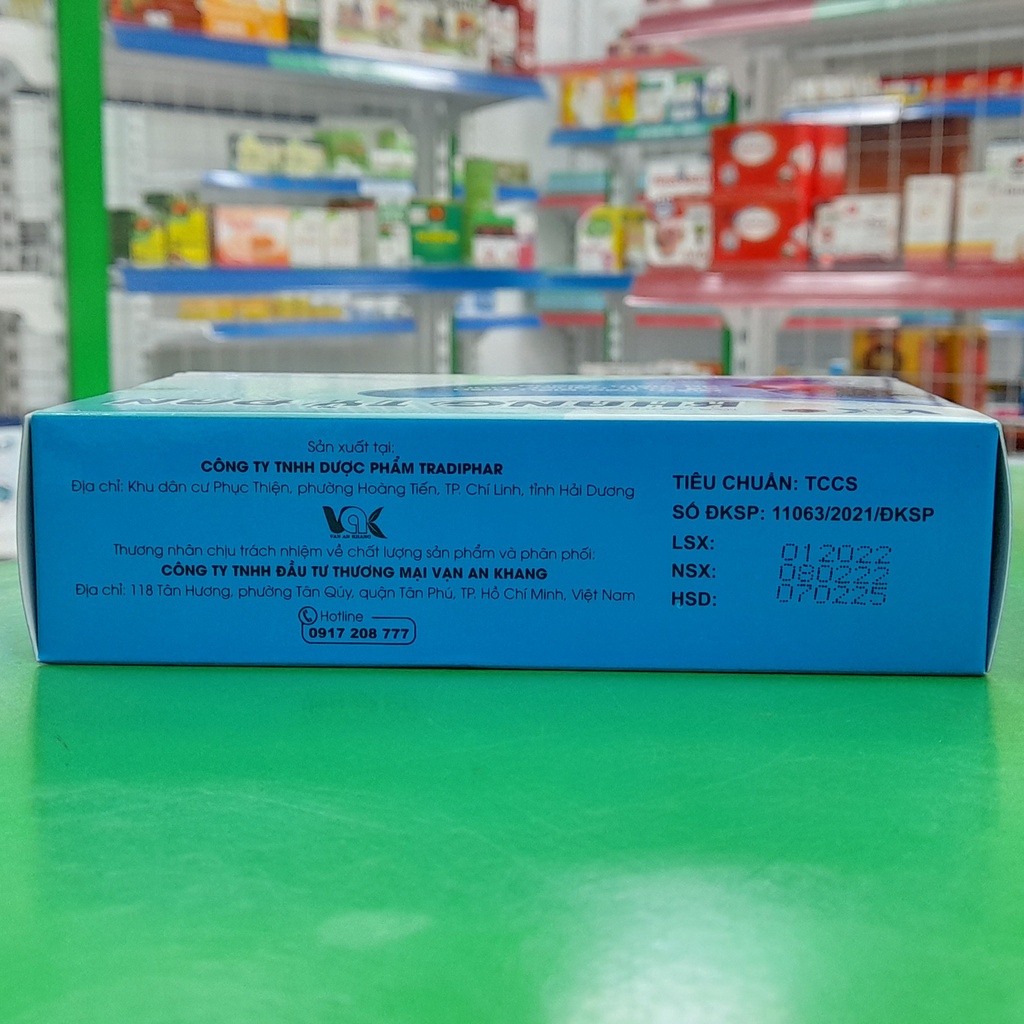 Sản xuất tại:
CÔNG TY TNHH DƯỢC PHẨM TRADIPHAR
Địa chỉ: Khu dân cư Phục Thiện, phường Hoàng Tiến, TP. Chí Linh, tỉnh Hải Dương
VAK
VAN AN KHANG
Thương nhân chịu trách nhiệm về chất lượng sản phẩm và phân phối:
CÔNG TY TNHH ĐẦU TƯ THƯƠNG MẠI VẠN AN KHANG
Địa chỉ: 118 Tân Hương, phường Tân Qúy, quận Tân Phú, TP. Hồ Chí Minh, Việt Nam
Hotline
0917 208 777
TIÊU CHUẨN: TCCS
SỐ ĐKSP: 11063/2021/ĐKSP
LSX: 012022
NSX: 080222
HSD: 070225